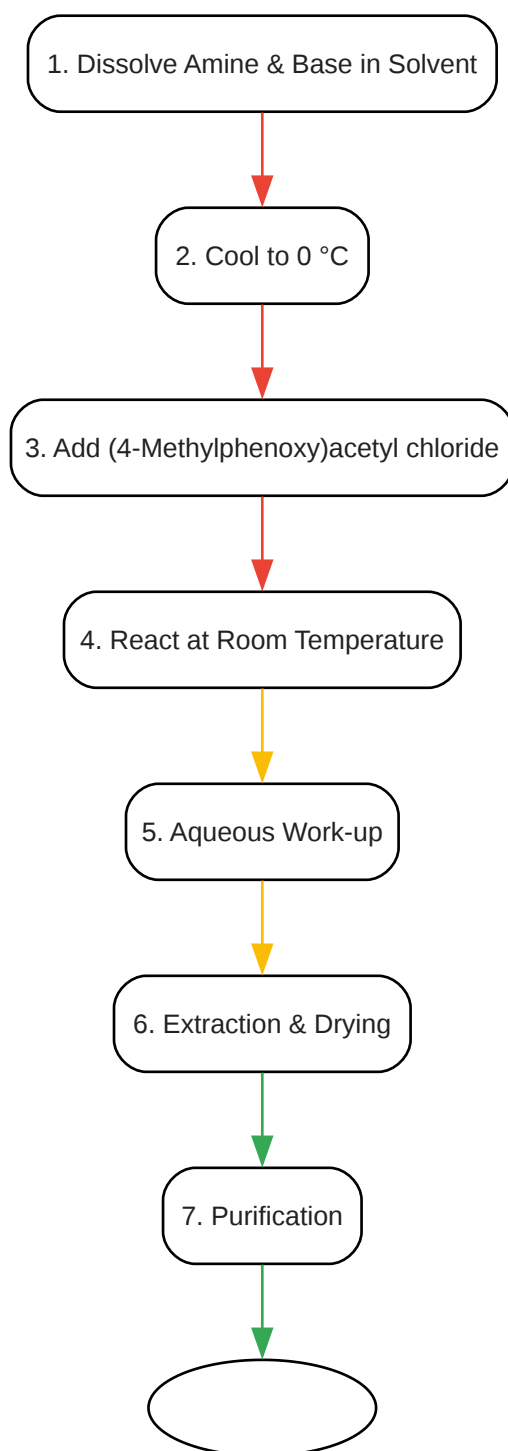 1. Dissolve Amine & Base in Solvent
2. Cool to 0 °C
3. Add (4-Methylphenoxy)acetyl chloride
4. React at Room Temperature
5. Aqueous Work-up
6. Extraction & Drying
7. Purification